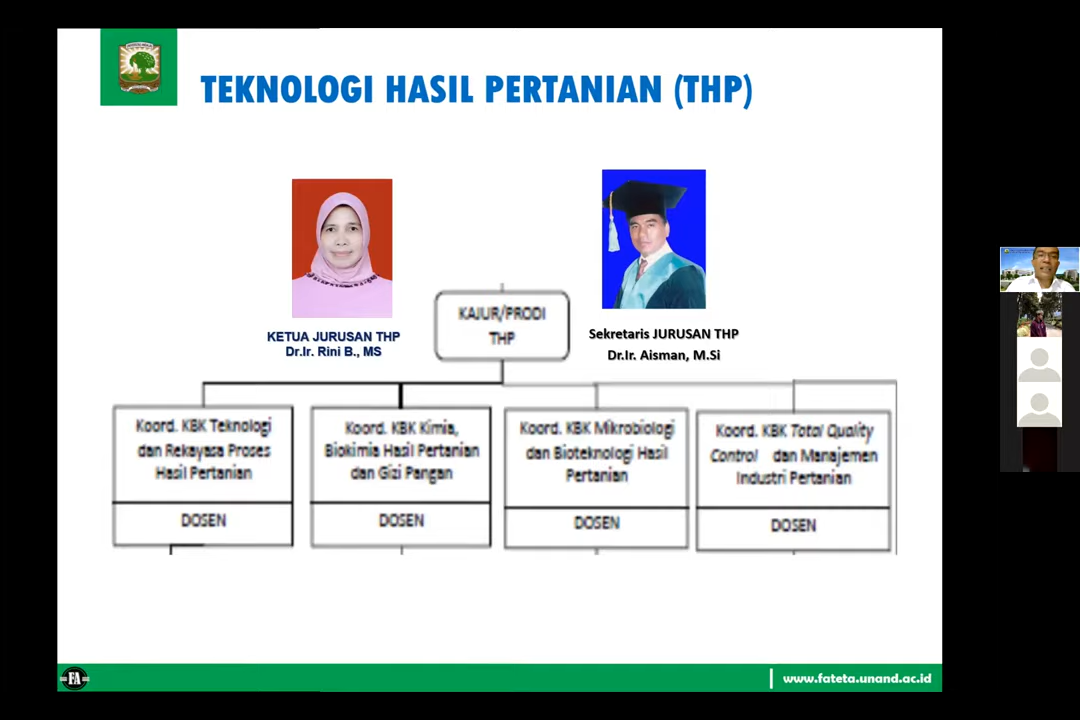 TEKNOLOGI HASIL PERTANIAN (THP)
KETUA JURUSAN THP
Dr.Ir. Rini B., MS
KAJUR/PRODI
THP
Sekretaris JURUSAN THP
Dr.Ir. Aisman, M.Si
Koord. KBK Teknologi
dan Rekayasa Proses
Hasil Pertanian
DOSEN
Koord. KBK Kimia,
Biokimia Hasil Pertanian
dan Gizi Pangan
DOSEN
Koord. KBK Mikrobiologi
dan Bioteknologi Hasil
Pertanian
DOSEN
Koord. KBK Total Quality
Control dan Manajemen
Industri Pertanian
DOSEN
FA
www.fateta.unand.ac.id